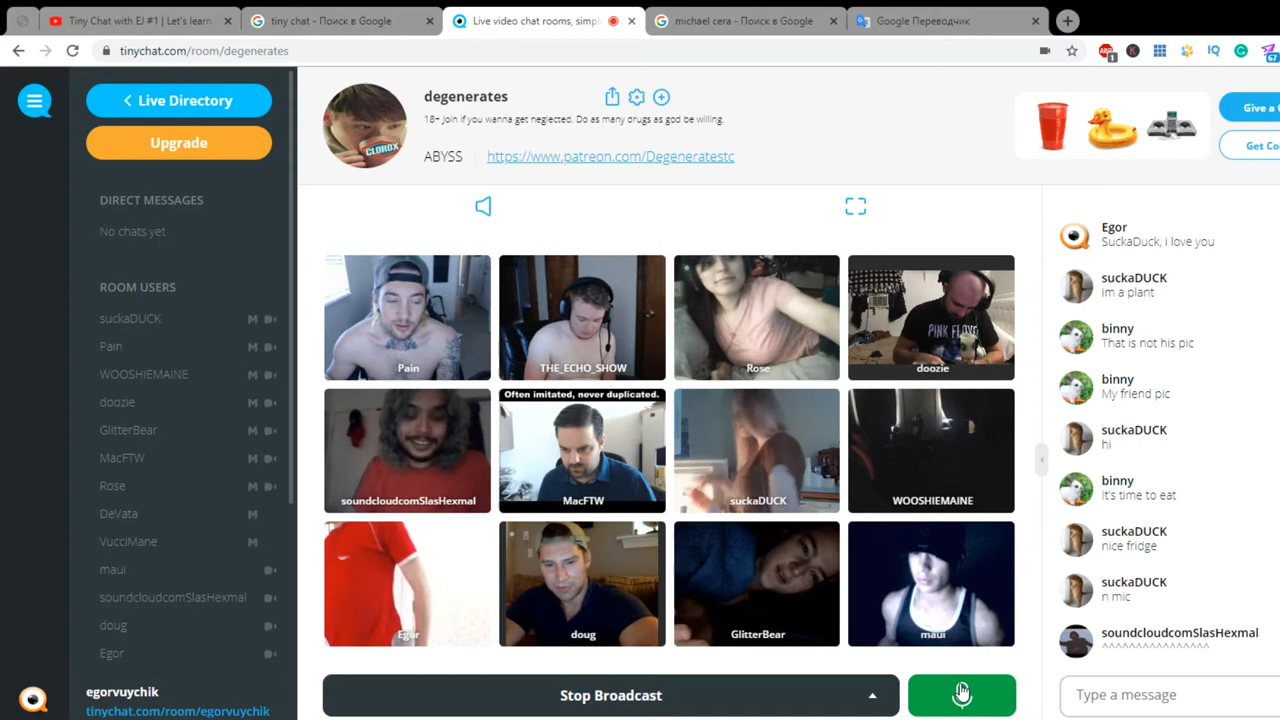 Tiny Chat with EJ #1 | Let's learn
tiny chat - Поиск в Google
Live video chat rooms, simpl
michael cera - Поиск в Google
Google Переводчик
tinychat.com/room/degenerates
1
IQ
67
Live Directory
Upgrade
DIRECT MESSAGES
No chats yet
ROOM USERS
suckaDUCK
Pain
WOOSHIEMAINE
doozie
GlitterBear
MacFTW
Rose
DeVata
VucciMane
maui
soundcloudcomSlasHexmal
doug
Egor
egorvuychik
tinychat.com/room/egorvuychik
CLOROX
degenerates
18+ Join if you wanna get neglected. Do as many drugs as god be willing.
ABYSS https://www.patreon.com/Degeneratestc
Give a
Get Co
Pain
THE_ECHO_SHOW
Rose
PINK FLOYD
doozie
soundcloudcomSlasHexmal
Often imitated, never duplicated.
MacFTW
suckaDUCK
WOOSHIEMAINE
Egor
doug
GlitterBear
maui
Stop Broadcast
Egor
SuckaDuck, i love you
suckaDUCK
im a plant
binny
That is not his pic
binny
My friend pic
suckaDUCK
hi
binny
It's time to eat
suckaDUCK
nice fridge
suckaDUCK
n mic
soundcloudcomSlasHexmal
^^^^^^^^^^^^^^^^^
Type a message